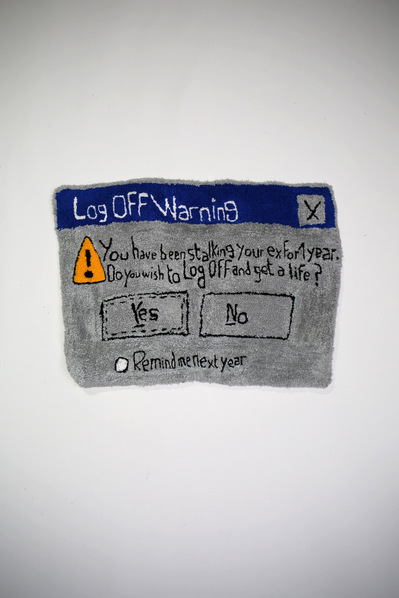 Log OFF Warning X
! You have been stalking your ex for 1 year.
Do you wish to Log Off and get a life?
Yes No
Remind me next year